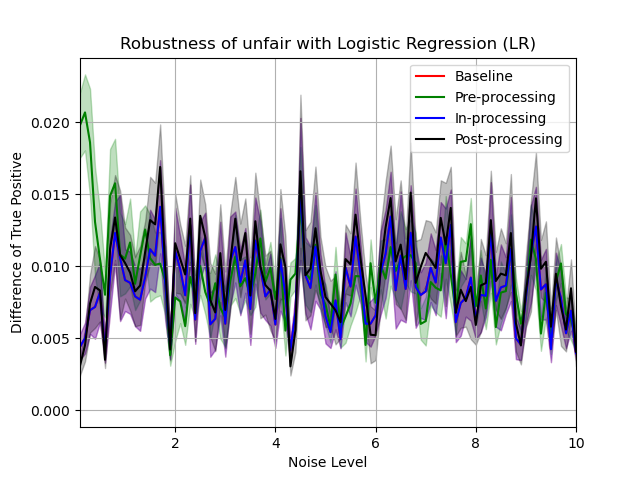 Robustness of unfair with Logistic Regression (LR)
Baseline
Pre-processing
In-processing
Post-processing
Difference of True Positive
0.020
0.015
0.010
0.005
0.000
2 4 6 8 10
Noise Level